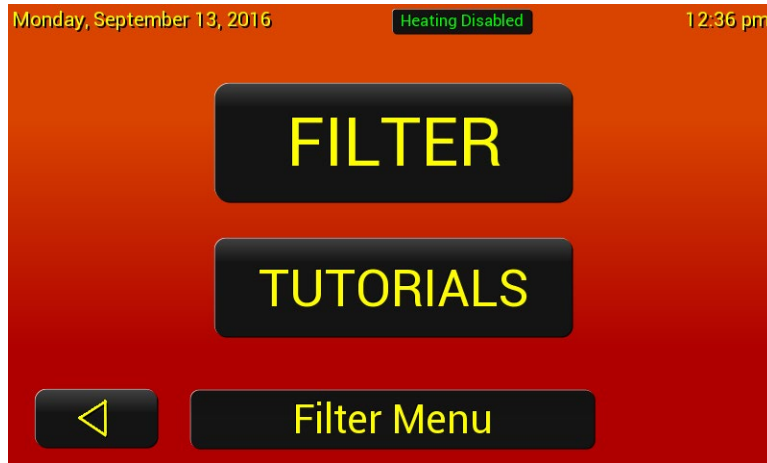 Monday, September 13, 2016 Heating Disabled 12:36 pm
FILTER
TUTORIALS
Filter Menu